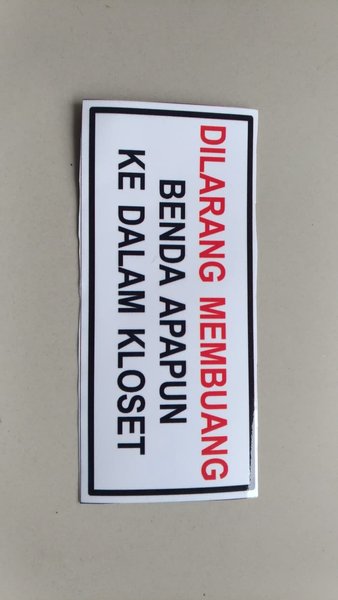 DILARANG MEMBUANG
BENDA APAPUN
KE DALAM KLOSET